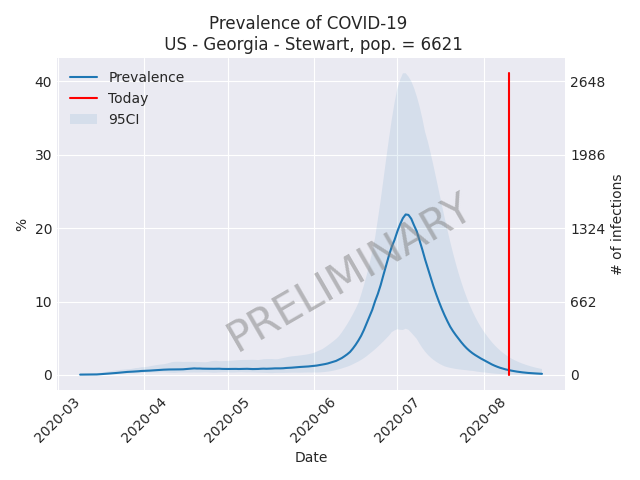 Prevalence of COVID-19
US - Georgia - Stewart, pop. = 6621
Prevalence
Today
95CI
PRELIMINARY
%
40
30
20
10
0
2648
1986
1324
662
0
# of infections
2020-03
2020-04
2020-05
2020-06
2020-07
2020-08
Date